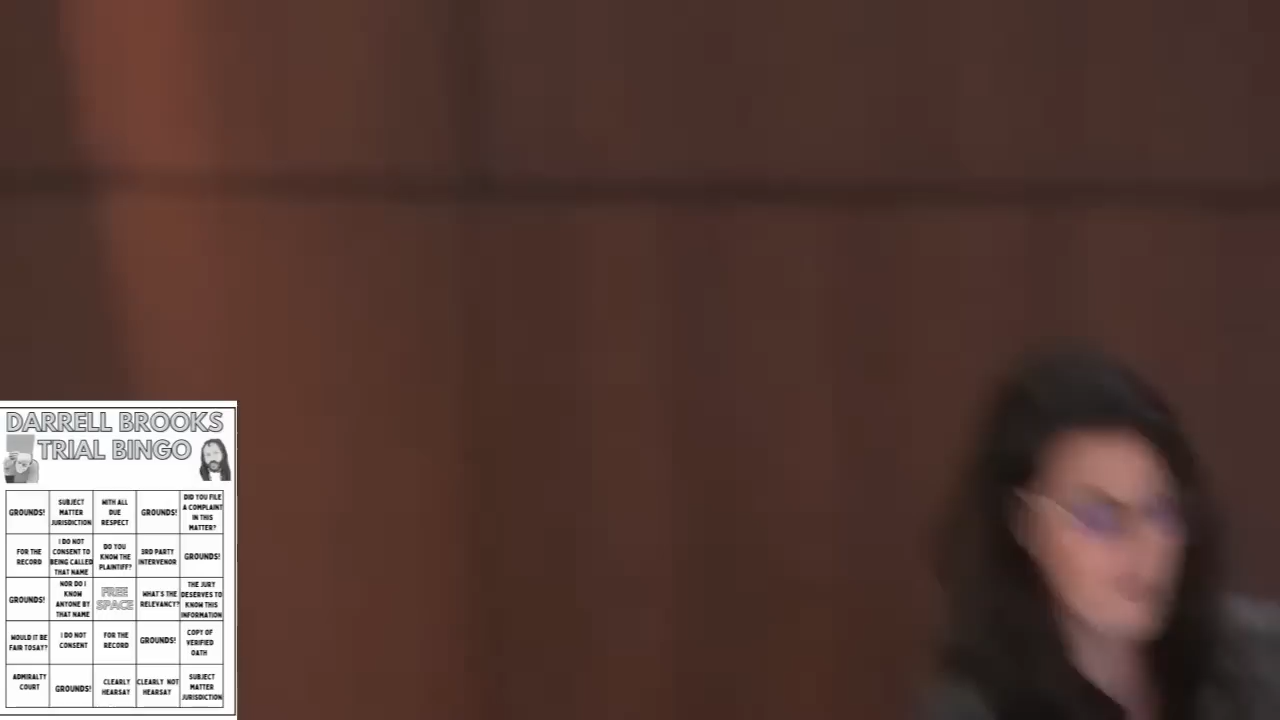 DARRELL BROOKS
TRIAL BINGO
GROUNDS!
SUBJECT
MATTER
JURISDICTION
WITH ALL
DUE
RESPECT
GROUNDS!
DID YOU FILE
A COMPLAINT
IN THIS
MATTER?
FOR THE
RECORD
I DO NOT
CONSENT TO
BEING CALLED
THAT NAME
DO YOU
KNOW THE
PLAINTIFF?
3RD PARTY
INTERVENOR
GROUNDS!
GROUNDS!
NOR DO I
KNOW
ANYONE BY
THAT NAME
FREE
SPACE
WHAT'S THE
RELEVANCY?
THE JURY
DESERVES TO
KNOW THIS
INFORMATION
WOULD IT BE
FAIR TOSAY?
I DO NOT
CONSENT
FOR THE
RECORD
GROUNDS!
COPY OF
VERIFIED
OATH
ADMIRALTY
COURT
GROUNDS!
CLEARLY
HEARSAY
CLEARLY NOT
HEARSAY
SUBJECT
MATTER
JURISDICTION